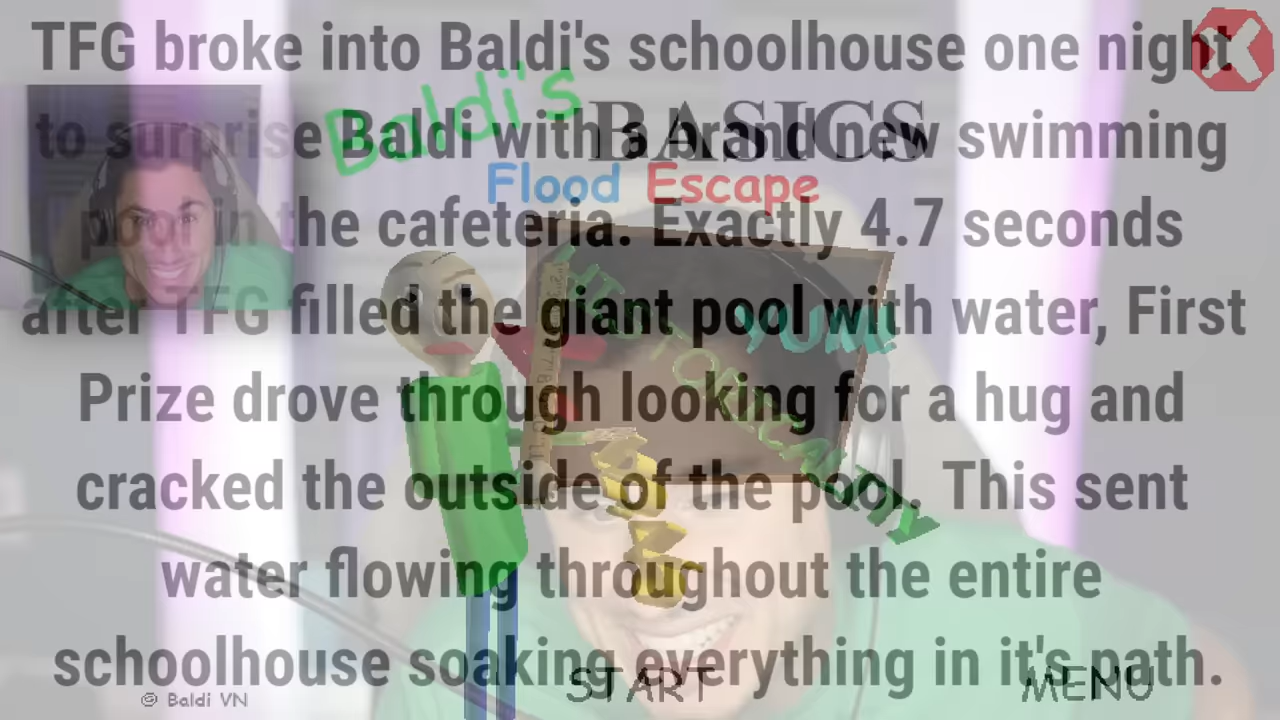 TFG broke into Baldi's schoolhouse one night
to surprise Baldi with a brand new swimming
pool in the cafeteria. Exactly 4.7 seconds
after TFG filled the giant pool with water, First
Prize drove through looking for a hug and
cracked the outside of the pool. This sent
water flowing throughout the entire
schoolhouse soaking everything in it's path.
Baldi's BASICS
Flood Escape
HISTORICALLY
YUM!
START
MENU
© Baldi VN
X